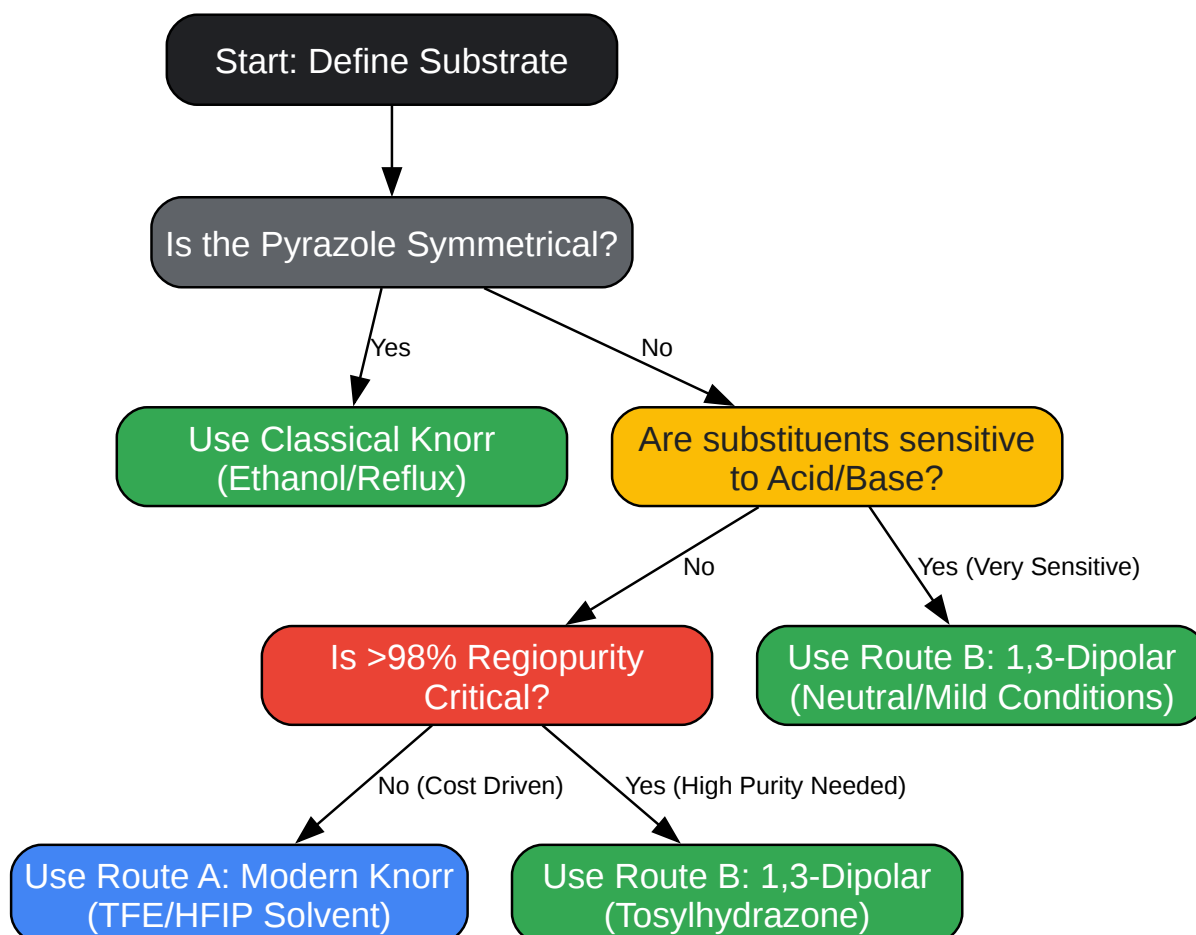 Start: Define Substrate
Is the Pyrazole Symmetrical?
Yes
No
Use Classical Knorr
(Ethanol/Reflux)
Are substituents sensitive
to Acid/Base?
No
Yes (Very Sensitive)
Is >98% Regiopurity
Critical?
Use Route B: 1,3-Dipolar
(Neutral/Mild Conditions)
No (Cost Driven)
Yes (High Purity Needed)
Use Route A: Modern Knorr
(TFE/HFIP Solvent)
Use Route B: 1,3-Dipolar
(Tosylhydrazone)